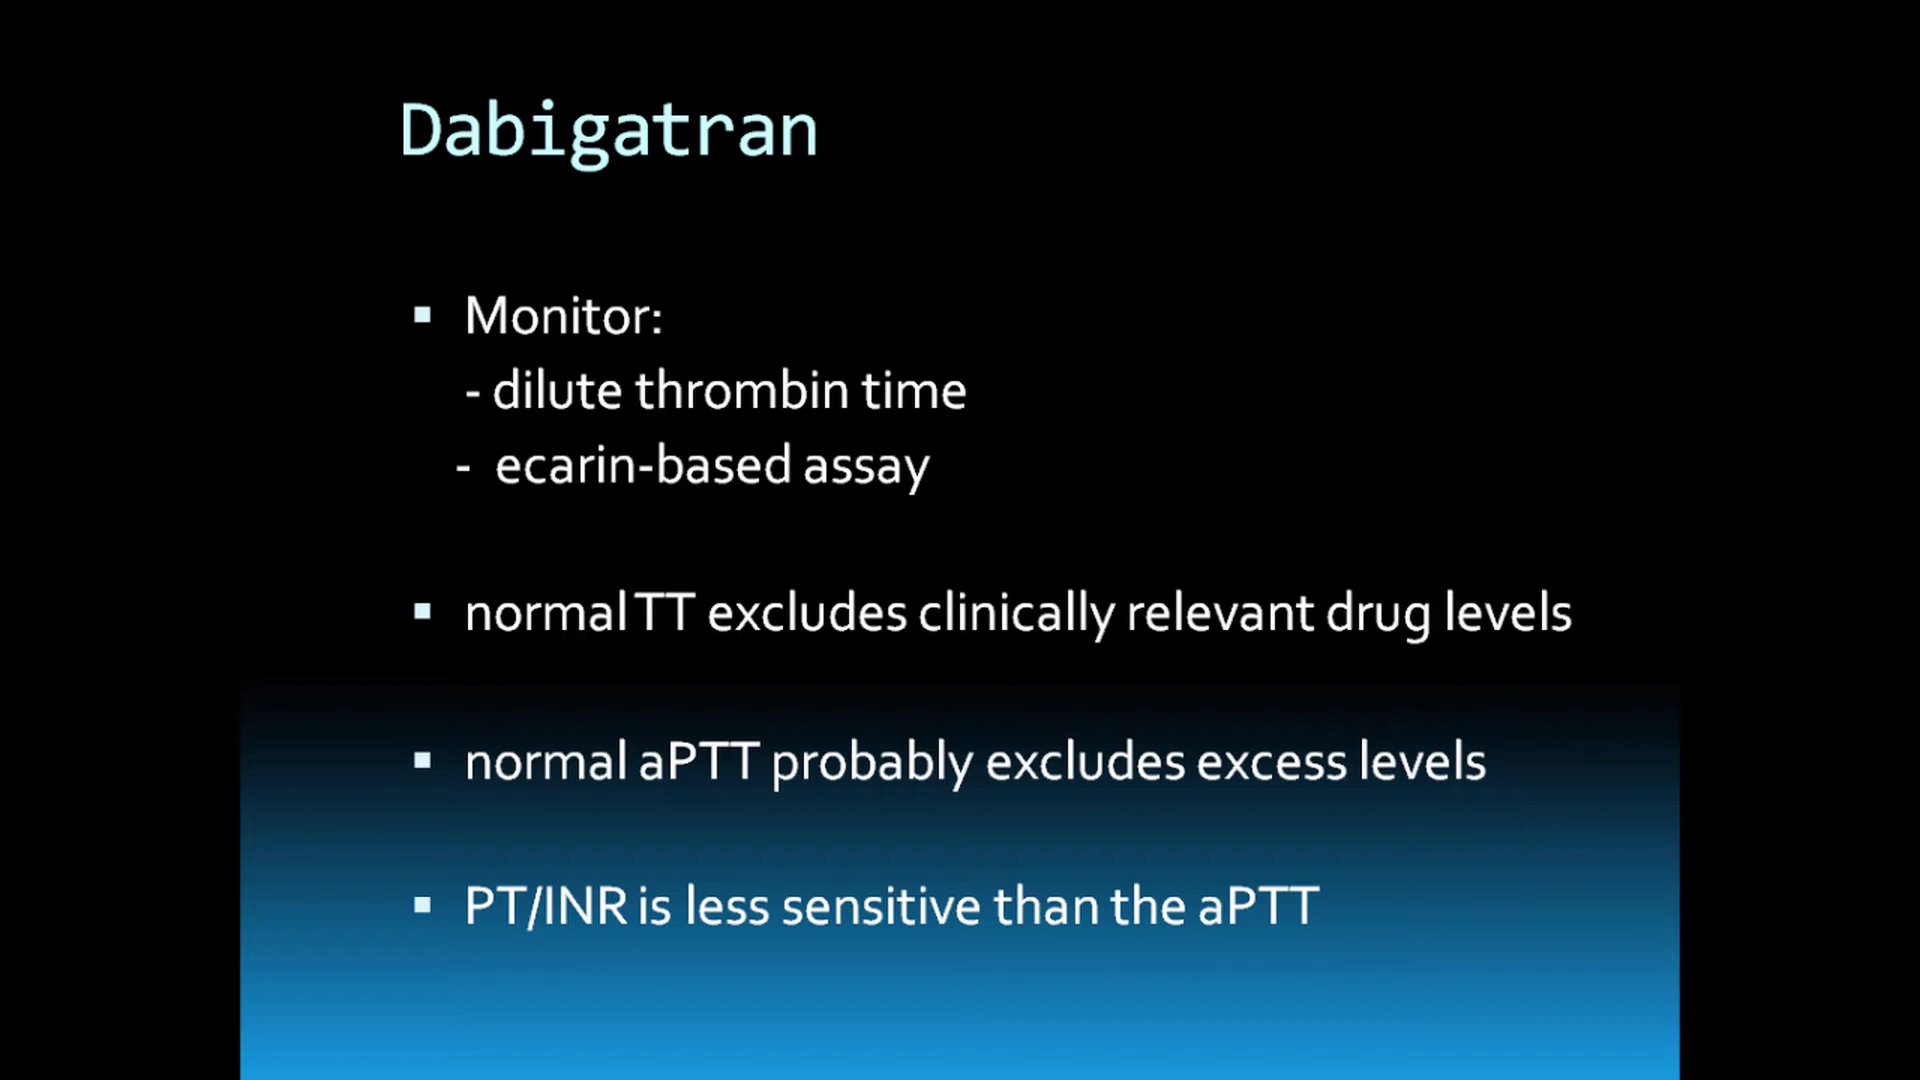 Dabigatran
▪ Monitor:
- dilute thrombin time
- ecarin-based assay
▪ normal TT excludes clinically relevant drug levels
▪ normal aPTT probably excludes excess levels
▪ PT/INR is less sensitive than the aPTT